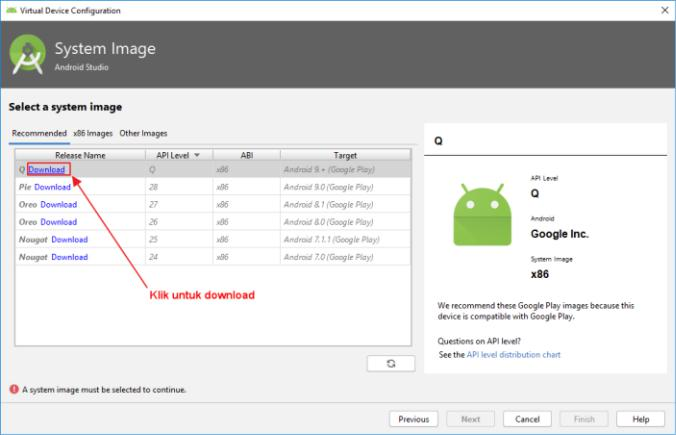 Virtual Device Configuration
System Image
Android Studio
Select a system image
Recommended x86 Images Other Images
Release Name API Level ABI Target
Q Download Q x86 Android 9.+ (Google Play)
Pie Download 28 x86 Android 9.0 (Google Play)
Oreo Download 27 x86 Android 8.1 (Google Play)
Oreo Download 26 x86 Android 8.0 (Google Play)
Nougat Download 25 x86 Android 7.1.1 (Google Play)
Nougat Download 24 x86 Android 7.0 (Google Play)
Klik untuk download
Q
API Level
Q
Android
Google Inc.
System Image
x86
We recommend these Google Play images because this
device is compatible with Google Play.
Questions on API level?
See the API level distribution chart
A system image must be selected to continue.
Previous Next Cancel Finish Help